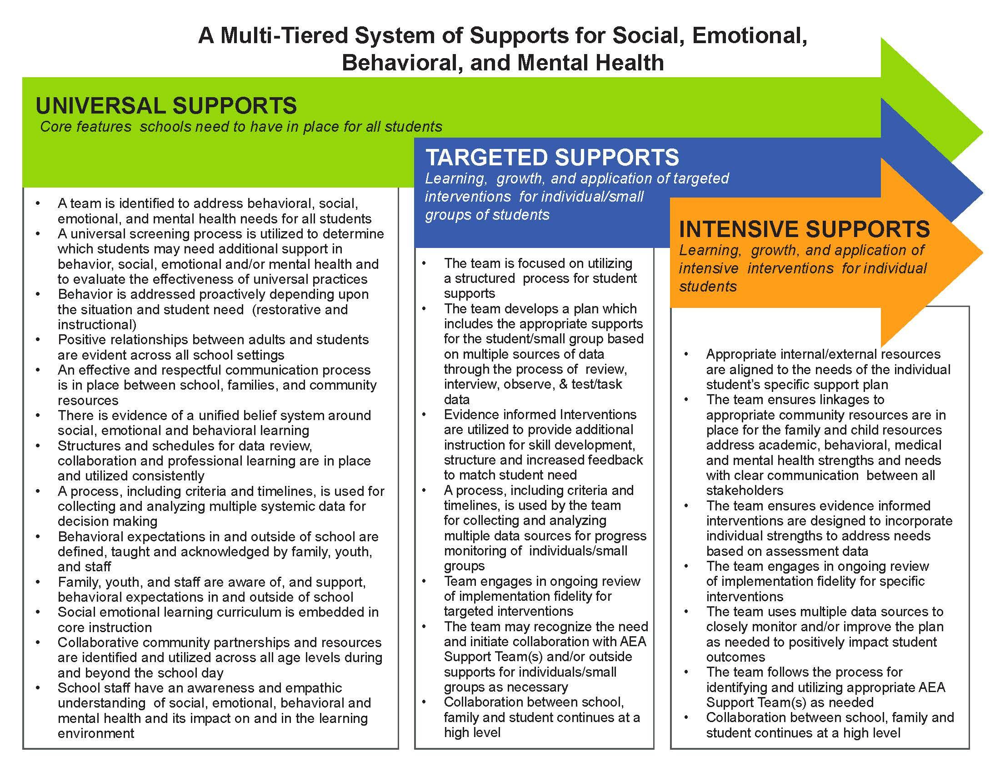 A Multi-Tiered System of Supports for Social, Emotional,
Behavioral, and Mental Health
UNIVERSAL SUPPORTS
Core features schools need to have in place for all students
• A team is identified to address behavioral, social,
emotional, and mental health needs for all students
• A universal screening process is utilized to determine
which students may need additional support in
behavior, social, emotional and/or mental health and
to evaluate the effectiveness of universal practices
• Behavior is addressed proactively depending upon
the situation and student need (restorative and
instructional)
• Positive relationships between adults and students
are evident across all school settings
• An effective and respectful communication process
is in place between school, families, and community
resources
• There is evidence of a unified belief system around
social, emotional and behavioral learning
• Structures and schedules for data review,
collaboration and professional learning are in place
and utilized consistently
• A process, including criteria and timelines, is used for
collecting and analyzing multiple systemic data for
decision making
• Behavioral expectations in and outside of school are
defined, taught and acknowledged by family, youth,
and staff
• Family, youth, and staff are aware of, and support,
behavioral expectations in and outside of school
• Social emotional learning curriculum is embedded in
core instruction
• Collaborative community partnerships and resources
are identified and utilized across all age levels during
and beyond the school day
• School staff have an awareness and empathic
understanding of social, emotional, behavioral and
mental health and its impact on and in the learning
environment
TARGETED SUPPORTS
Learning, growth, and application of targeted
interventions for individual/small
groups of students
• The team is focused on utilizing
a structured process for student
supports
• The team develops a plan which
includes the appropriate supports
for the student/small group based
on multiple sources of data
through the process of review,
interview, observe, & test/task
data
• Evidence informed Interventions
are utilized to provide additional
instruction for skill development,
structure and increased feedback
to match student need
• A process, including criteria and
timelines, is used by the team
for collecting and analyzing
multiple data sources for progress
monitoring of individuals/small
groups
• Team engages in ongoing review
of implementation fidelity for
targeted interventions
• The team may recognize the need
and initiate collaboration with AEA
Support Team(s) and/or outside
supports for individuals/small
groups as necessary
• Collaboration between school,
family and student continues at a
high level
INTENSIVE SUPPORTS
Learning, growth, and application of
intensive interventions for individual
students
• Appropriate internal/external resources
are aligned to the needs of the individual
student's specific support plan
• The team ensures linkages to
appropriate community resources are in
place for the family and child resources
address academic, behavioral, medical
and mental health strengths and needs
with clear communication between all
stakeholders
• The team ensures evidence informed
interventions are designed to incorporate
individual strengths to address needs
based on assessment data
• The team engages in ongoing review
of implementation fidelity for specific
interventions
• The team uses multiple data sources to
closely monitor and/or improve the plan
as needed to positively impact student
outcomes
• The team follows the process for
identifying and utilizing appropriate AEA
Support Team(s) as needed
• Collaboration between school, family and
student continues at a high level